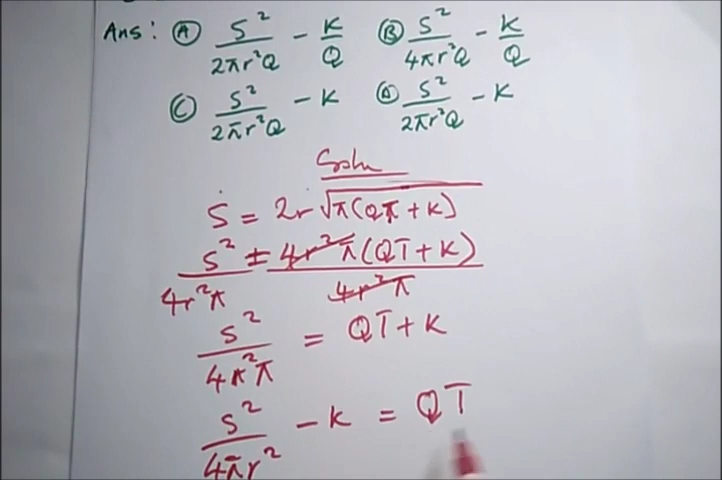 Ans: (A) S²/2πr²Q − K/Q (B) S²/4πr²Q − K/Q
(C) S²/2πr²Q − K (D) S²/2πr²Q − K
Soln
S = 2r√π(QT + K)
S²/4r²π = 4r²π(QT + K)/4r²π
S²/4r²π = QT + K
S²/4πr² − K = QT